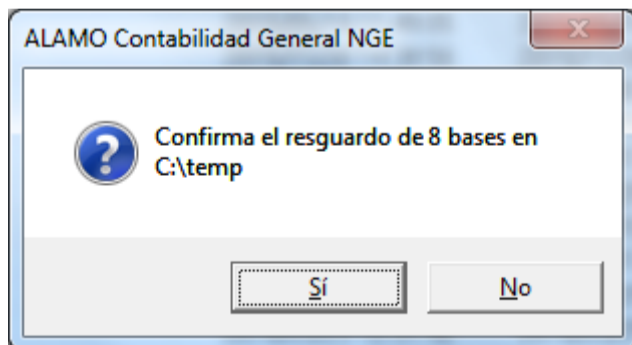 ALAMO Contabilidad General NGE
Confirma el resguardo de 8 bases en
C:\temp
Sí
No